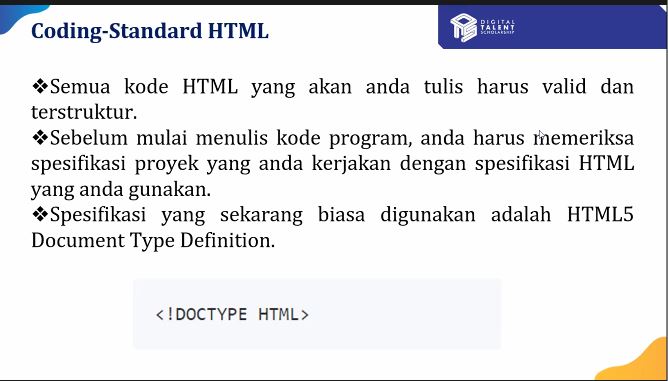 Coding-Standard HTML
DIGITAL
TALENT
SCHOLARSHIP
❖Semua kode HTML yang akan anda tulis harus valid dan
terstruktur.
❖Sebelum mulai menulis kode program, anda harus memeriksa
spesifikasi proyek yang anda kerjakan dengan spesifikasi HTML
yang anda gunakan.
❖Spesifikasi yang sekarang biasa digunakan adalah HTML5
Document Type Definition.
<!DOCTYPE HTML>